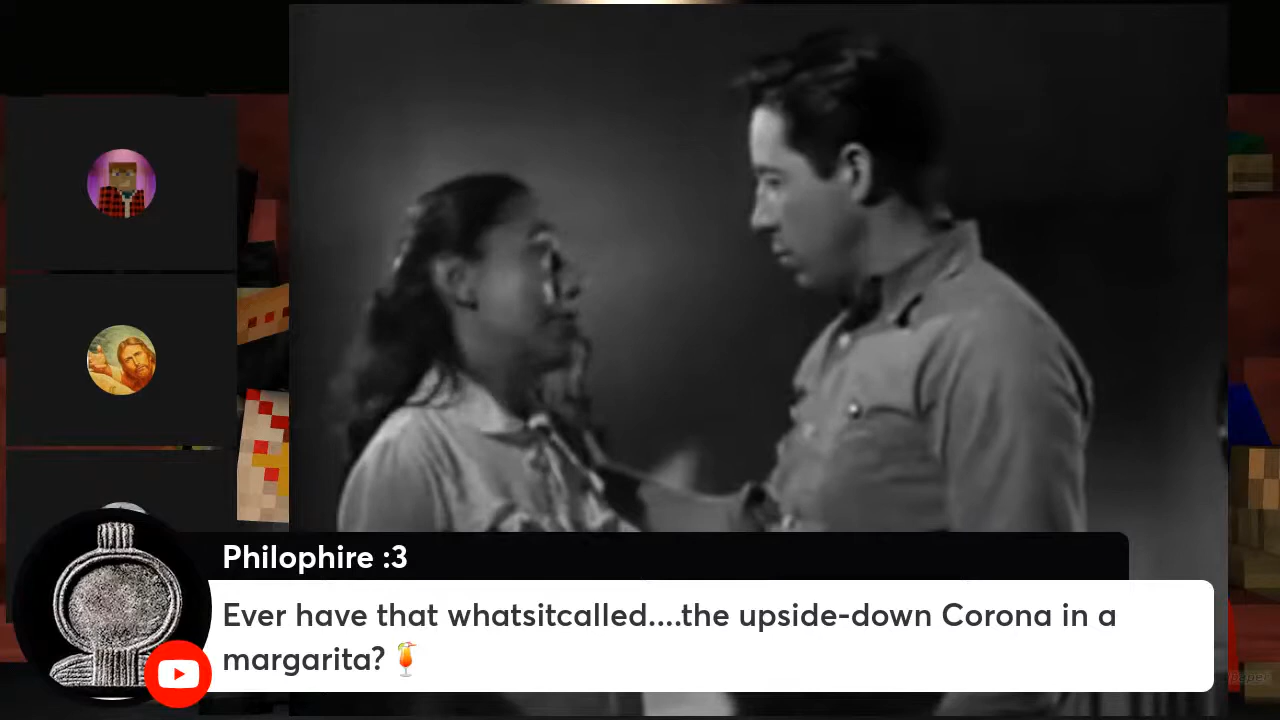 Philophire :3
Ever have that whatsitcalled....the upside-down Corona in a
margarita?🍹